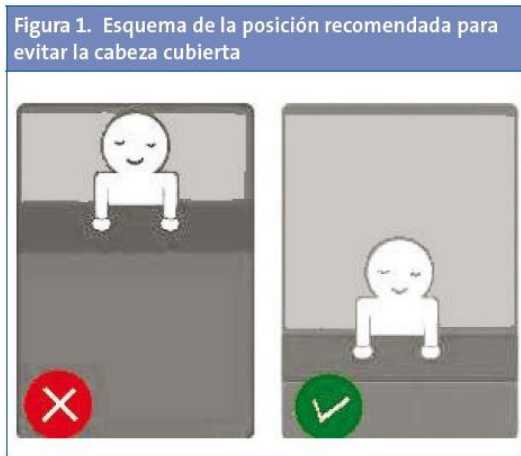 Figura 1. Esquema de la posición recomendada para
evitar la cabeza cubierta